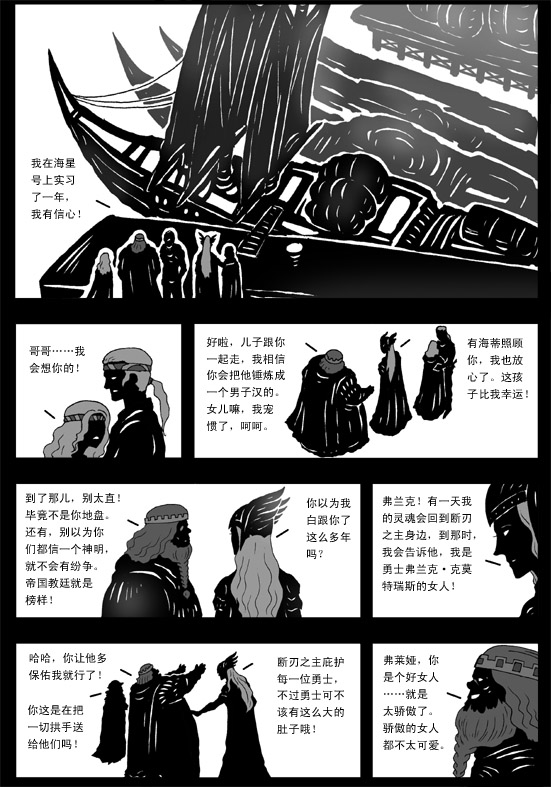 我在海星
号上实习
了一年，
我有信心！
哥哥……我
会想你的！
好啦，儿子跟你
一起走，我相信
你会把他锤炼成
一个男子汉的。
女儿嘛，我宠
惯了，呵呵。
有海蒂照顾
你，我也放
心了。这孩
子比我幸运！
到了那儿，别太直！
毕竟不是你地盘。
还有，别以为你
们都信一个神明，
就不会有纷争。
帝国教廷就是
榜样！
你以为我
白跟你了
这么多年
吗？
弗兰克！有一天我
的灵魂会回到断刃
之主身边，到那时，
我会告诉他，我是
勇士弗兰克·克莫
特瑞斯的女人！
哈哈，你让他多
保佑我就行了！
你这是在把
一切拱手送
给他们吗！
断刃之主庇护
每一位勇士，
不过勇士可不
该有这么大的
肚子哦！
弗莱娅，你
是个好女人
……就是
太骄傲了。
骄傲的女人
都不太可爱。